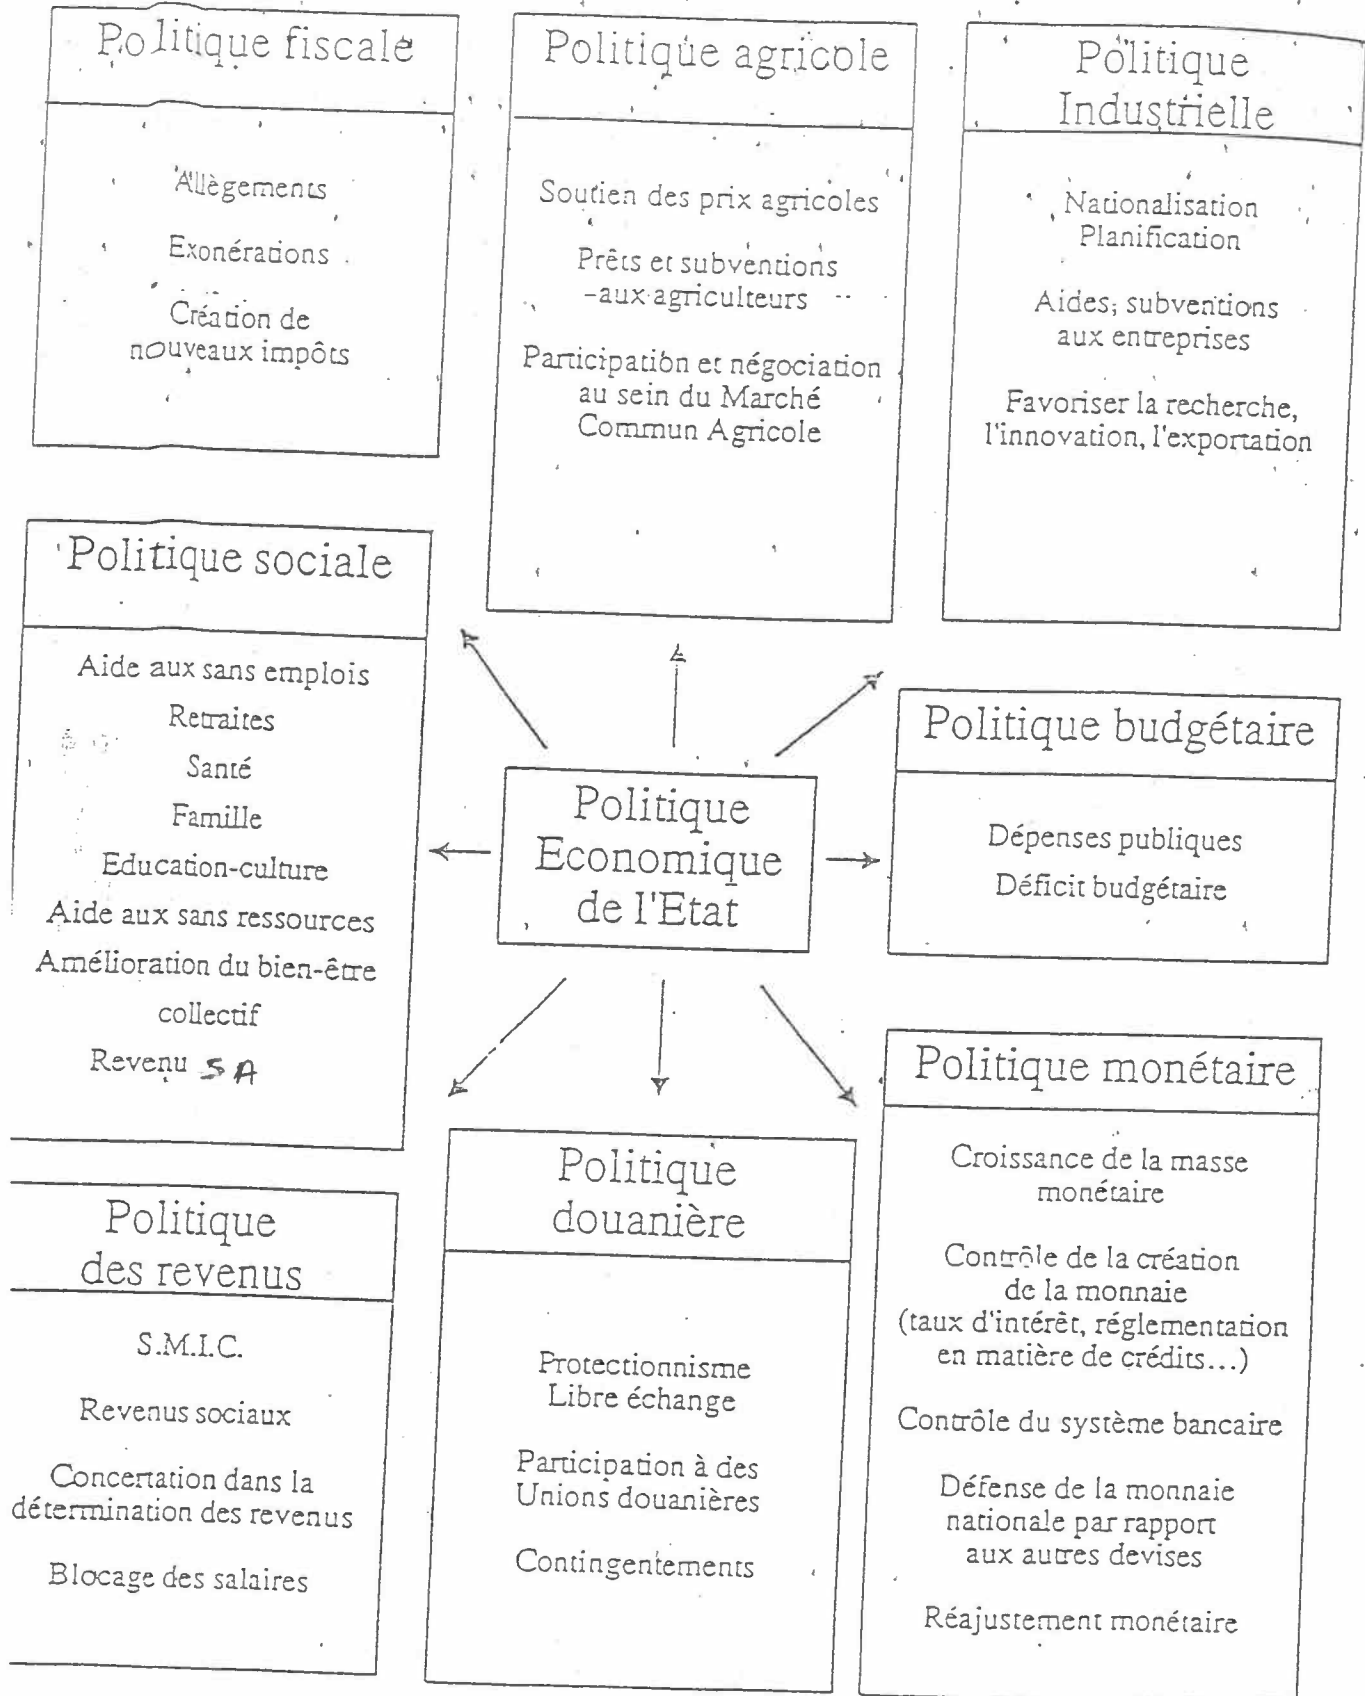 Politique fiscale
Allègements
Exonérations
Création de
nouveaux impôts
Politique agricole
Soutien des prix agricoles
Prêts et subventions
-aux agriculteurs
Participation et négociation
au sein du Marché
Commun Agricole
Politique
Industrielle
Nationalisation
Planification
Aides, subventions
aux entreprises
Favoriser la recherche,
l'innovation, l'exportation
Politique sociale
Aide aux sans emplois
Retraites
Santé
Famille
Education-culture
Aide aux sans ressources
Amélioration du bien-être
collectif
Revenu SA
Politique
Economique
de l'Etat
Politique budgétaire
Dépenses publiques
Déficit budgétaire
Politique
des revenus
S.M.I.C.
Revenus sociaux
Concertation dans la
détermination des revenus
Blocage des salaires
Politique
douanière
Protectionnisme
Libre échange
Participation à des
Unions douanières
Contingentements
Politique monétaire
Croissance de la masse
monétaire
Contrôle de la création
de la monnaie
(taux d'intérêt, réglementation
en matière de crédits...)
Contrôle du système bancaire
Défense de la monnaie
nationale par rapport
aux autres devises
Réajustement monétaire